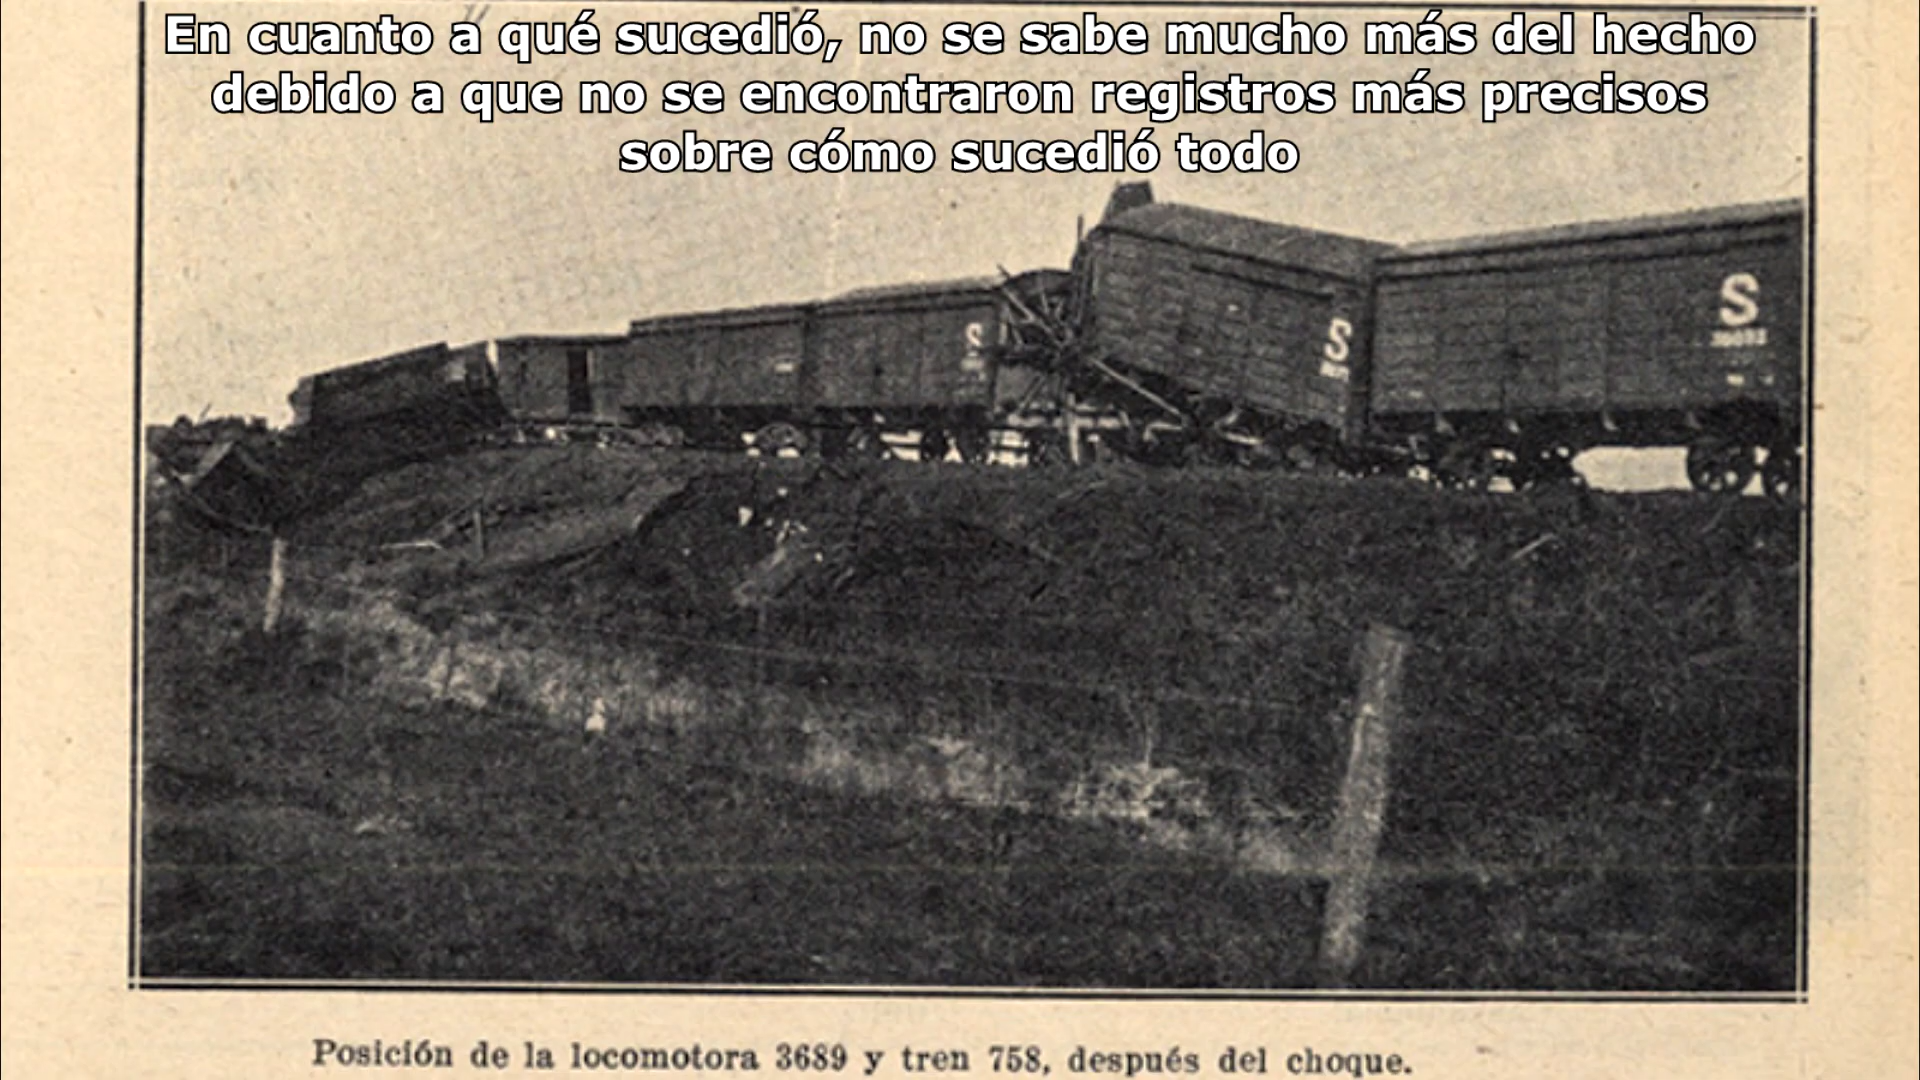 En cuanto a qué sucedió, no se sabe mucho más del hecho
debido a que no se encontraron registros más precisos
sobre cómo sucedió todo
S
S
S
Posición de la locomotora 3689 y tren 758, después del choque.